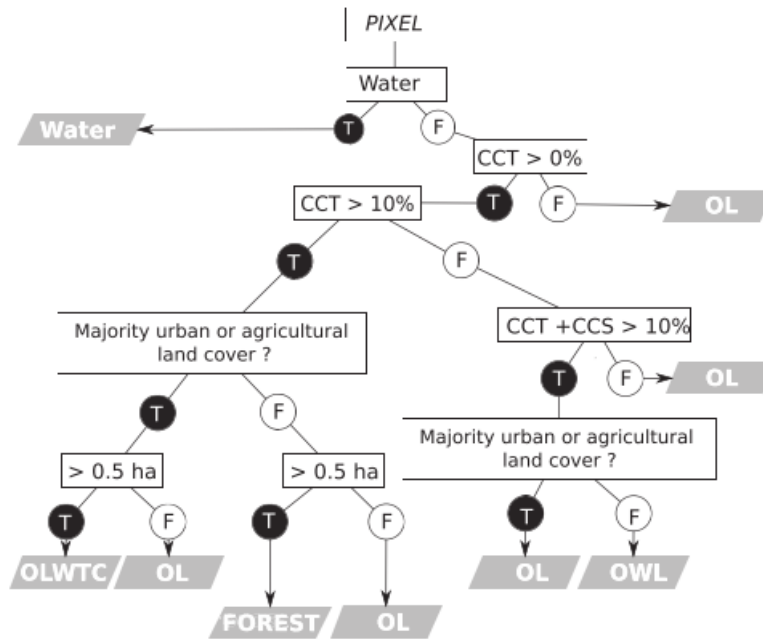 PIXEL
Water
T
F
Water
CCT > 0%
CCT > 10%
T
F
OL
T
F
Majority urban or agricultural
land cover ?
CCT +CCS > 10%
T
F
OL
T
F
Majority urban or agricultural
land cover ?
> 0.5 ha
> 0.5 ha
T
F
T
F
T
F
OLWTC
OL
OL
OWL
FOREST
OL